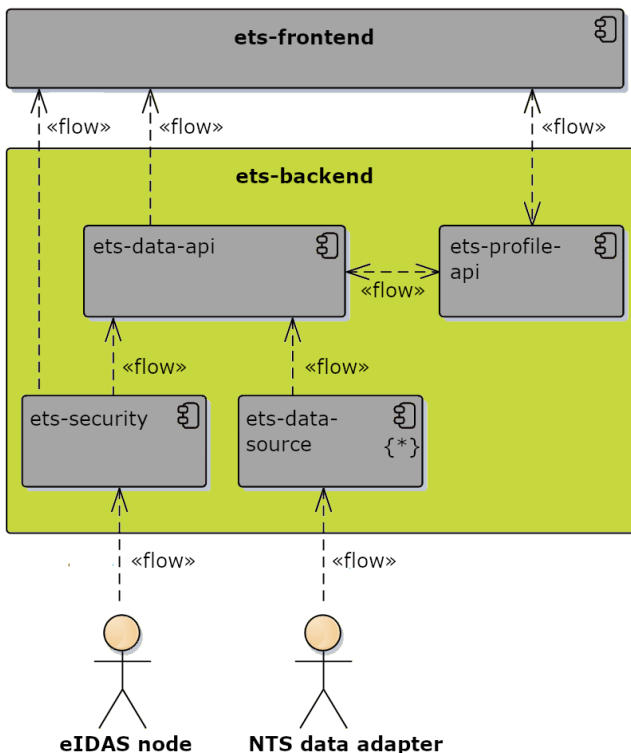 ets-frontend
«flow»
«flow»
«flow»
ets-backend
ets-data-api
ets-profile-
api
«flow»
«flow»
«flow»
ets-security
ets-data-
source
{*}
«flow»
«flow»
eIDAS node
NTS data adapter